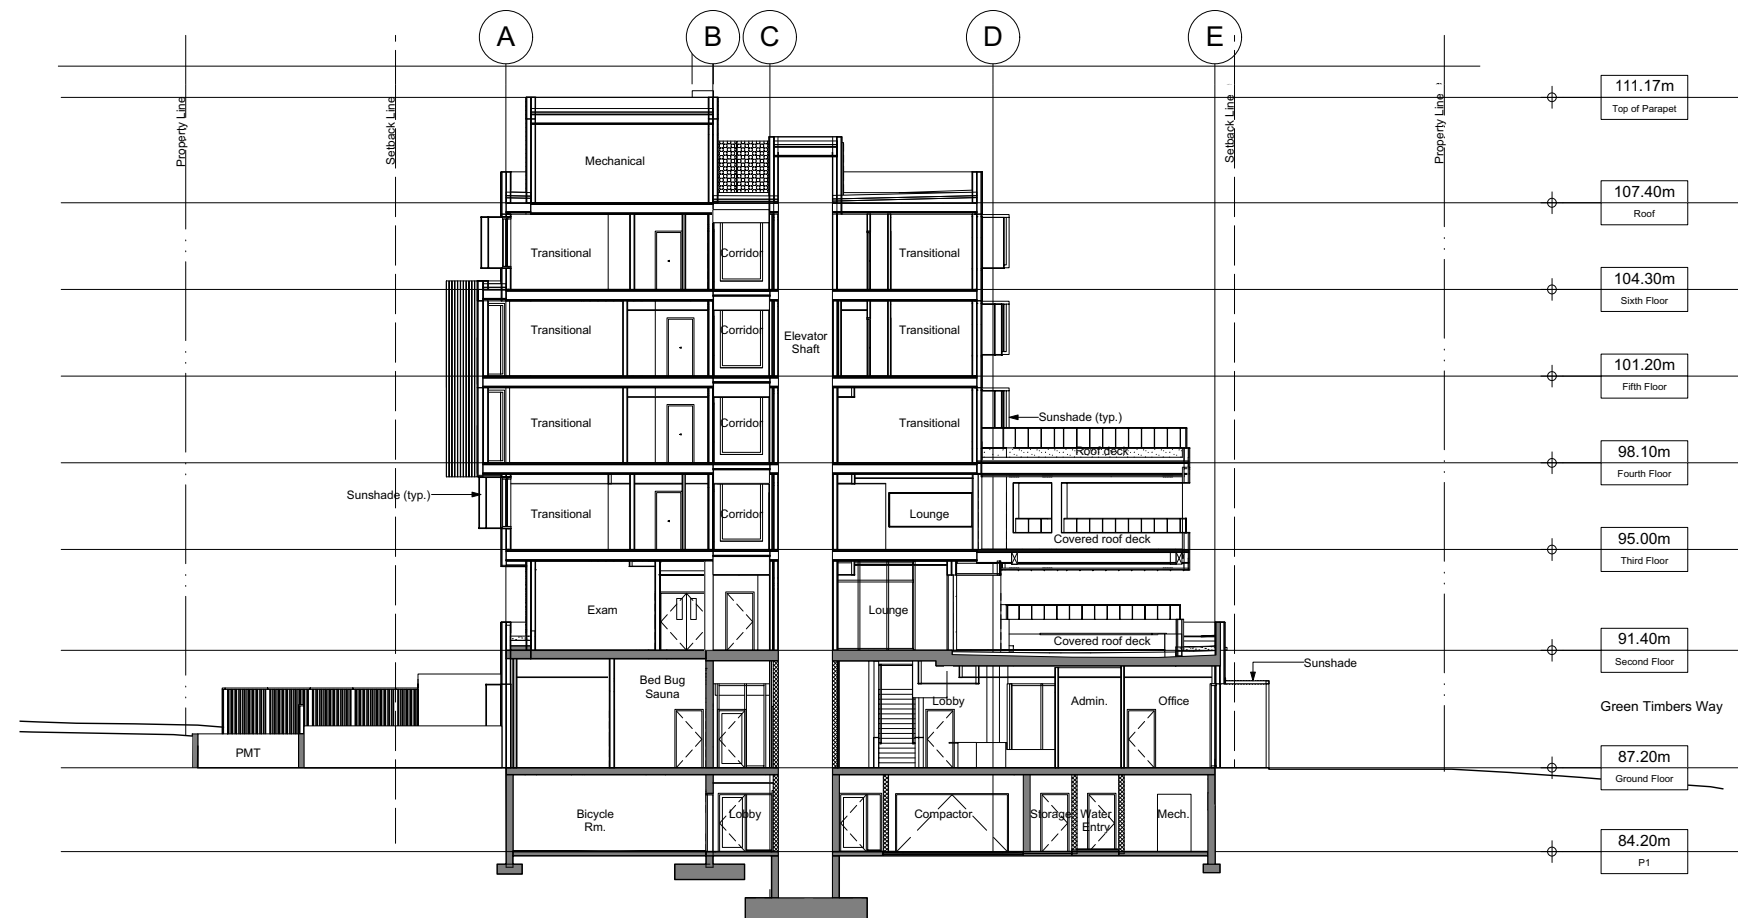 A B C D E
Property Line
Setback Line
Setback Line
Property Line
111.17m
Top of Parapet
Mechanical
107.40m
Roof
Transitional Corridor Transitional
104.30m
Sixth Floor
Transitional Corridor Transitional
Elevator
Shaft
101.20m
Fifth Floor
Sunshade (typ.)
Transitional Corridor Transitional
Roof deck
98.10m
Fourth Floor
Sunshade (typ.)
Transitional Corridor Lounge
Covered roof deck
95.00m
Third Floor
Exam Lounge
Covered roof deck
91.40m
Second Floor
Sunshade
Bed Bug
Sauna
Lobby Admin. Office
Green Timbers Way
PMT
87.20m
Ground Floor
Bicycle
Rm.
Lobby Compactor Storage Water
Entry
Mech.
84.20m
P1